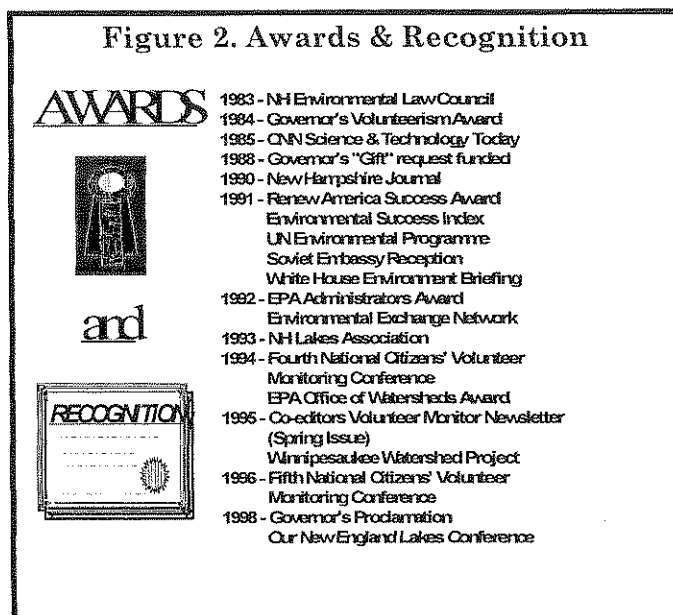 Figure 2. Awards & Recognition
AWARDS
1983 - NH Environmental Law Council
1984 - Governor's Volunteerism Award
1985 - CNN Science & Technology Today
1988 - Governor's "Gift" request funded
1990 - New Hampshire Journal
1991 - Renew America Success Award
Environmental Success Index
UN Environmental Programme
Soviet Embassy Reception
White House Environment Briefing
and
1992 - EPA Administrators Award
Environmental Exchange Network
1993 - NH Lakes Association
1994 - Fourth National Citizens' Volunteer
Monitoring Conference
EPA Office of Watersheds Award
RECOGNITION
1995 - Co-editors Volunteer Monitor Newsletter
(Spring Issue)
Winnipesaukee Watershed Project
1996 - Fifth National Citizens' Volunteer
Monitoring Conference
1998 - Governor's Proclamation
Our New England Lakes Conference